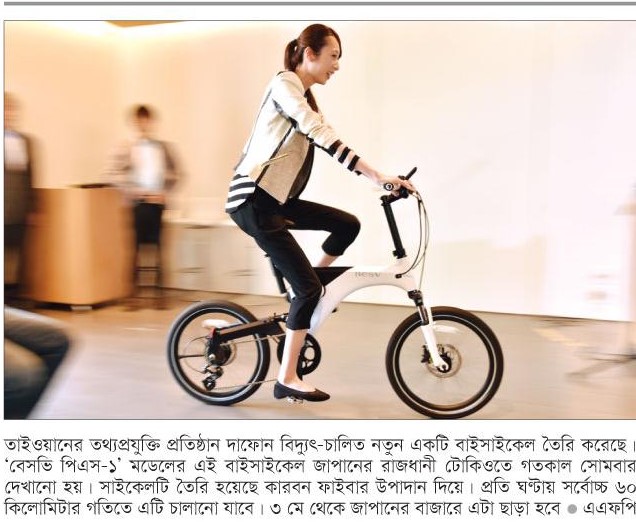 তাইওয়ানের তথ্যপ্রযুক্তি প্রতিষ্ঠান দাফোন বিদ্যুৎ-চালিত নতুন একটি বাইসাইকেল তৈরি করেছে।
'বেসভি পিএস-১' মডেলের এই বাইসাইকেল জাপানের রাজধানী টোকিওতে গতকাল সোমবার
দেখানো হয়। সাইকেলটি তৈরি হয়েছে কারবন ফাইবার উপাদান দিয়ে। প্রতি ঘণ্টায় সর্বোচ্চ ৬০
কিলোমিটার গতিতে এটি চালানো যাবে। ৩ মে থেকে জাপানের বাজারে এটা ছাড়া হবে ● এএফপি